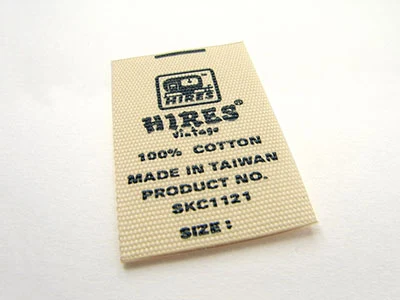 HIRES
HIRES®
Vintage
100% COTTON
MADE IN TAIWAN
PRODUCT NO.
SKC1121
SIZE :